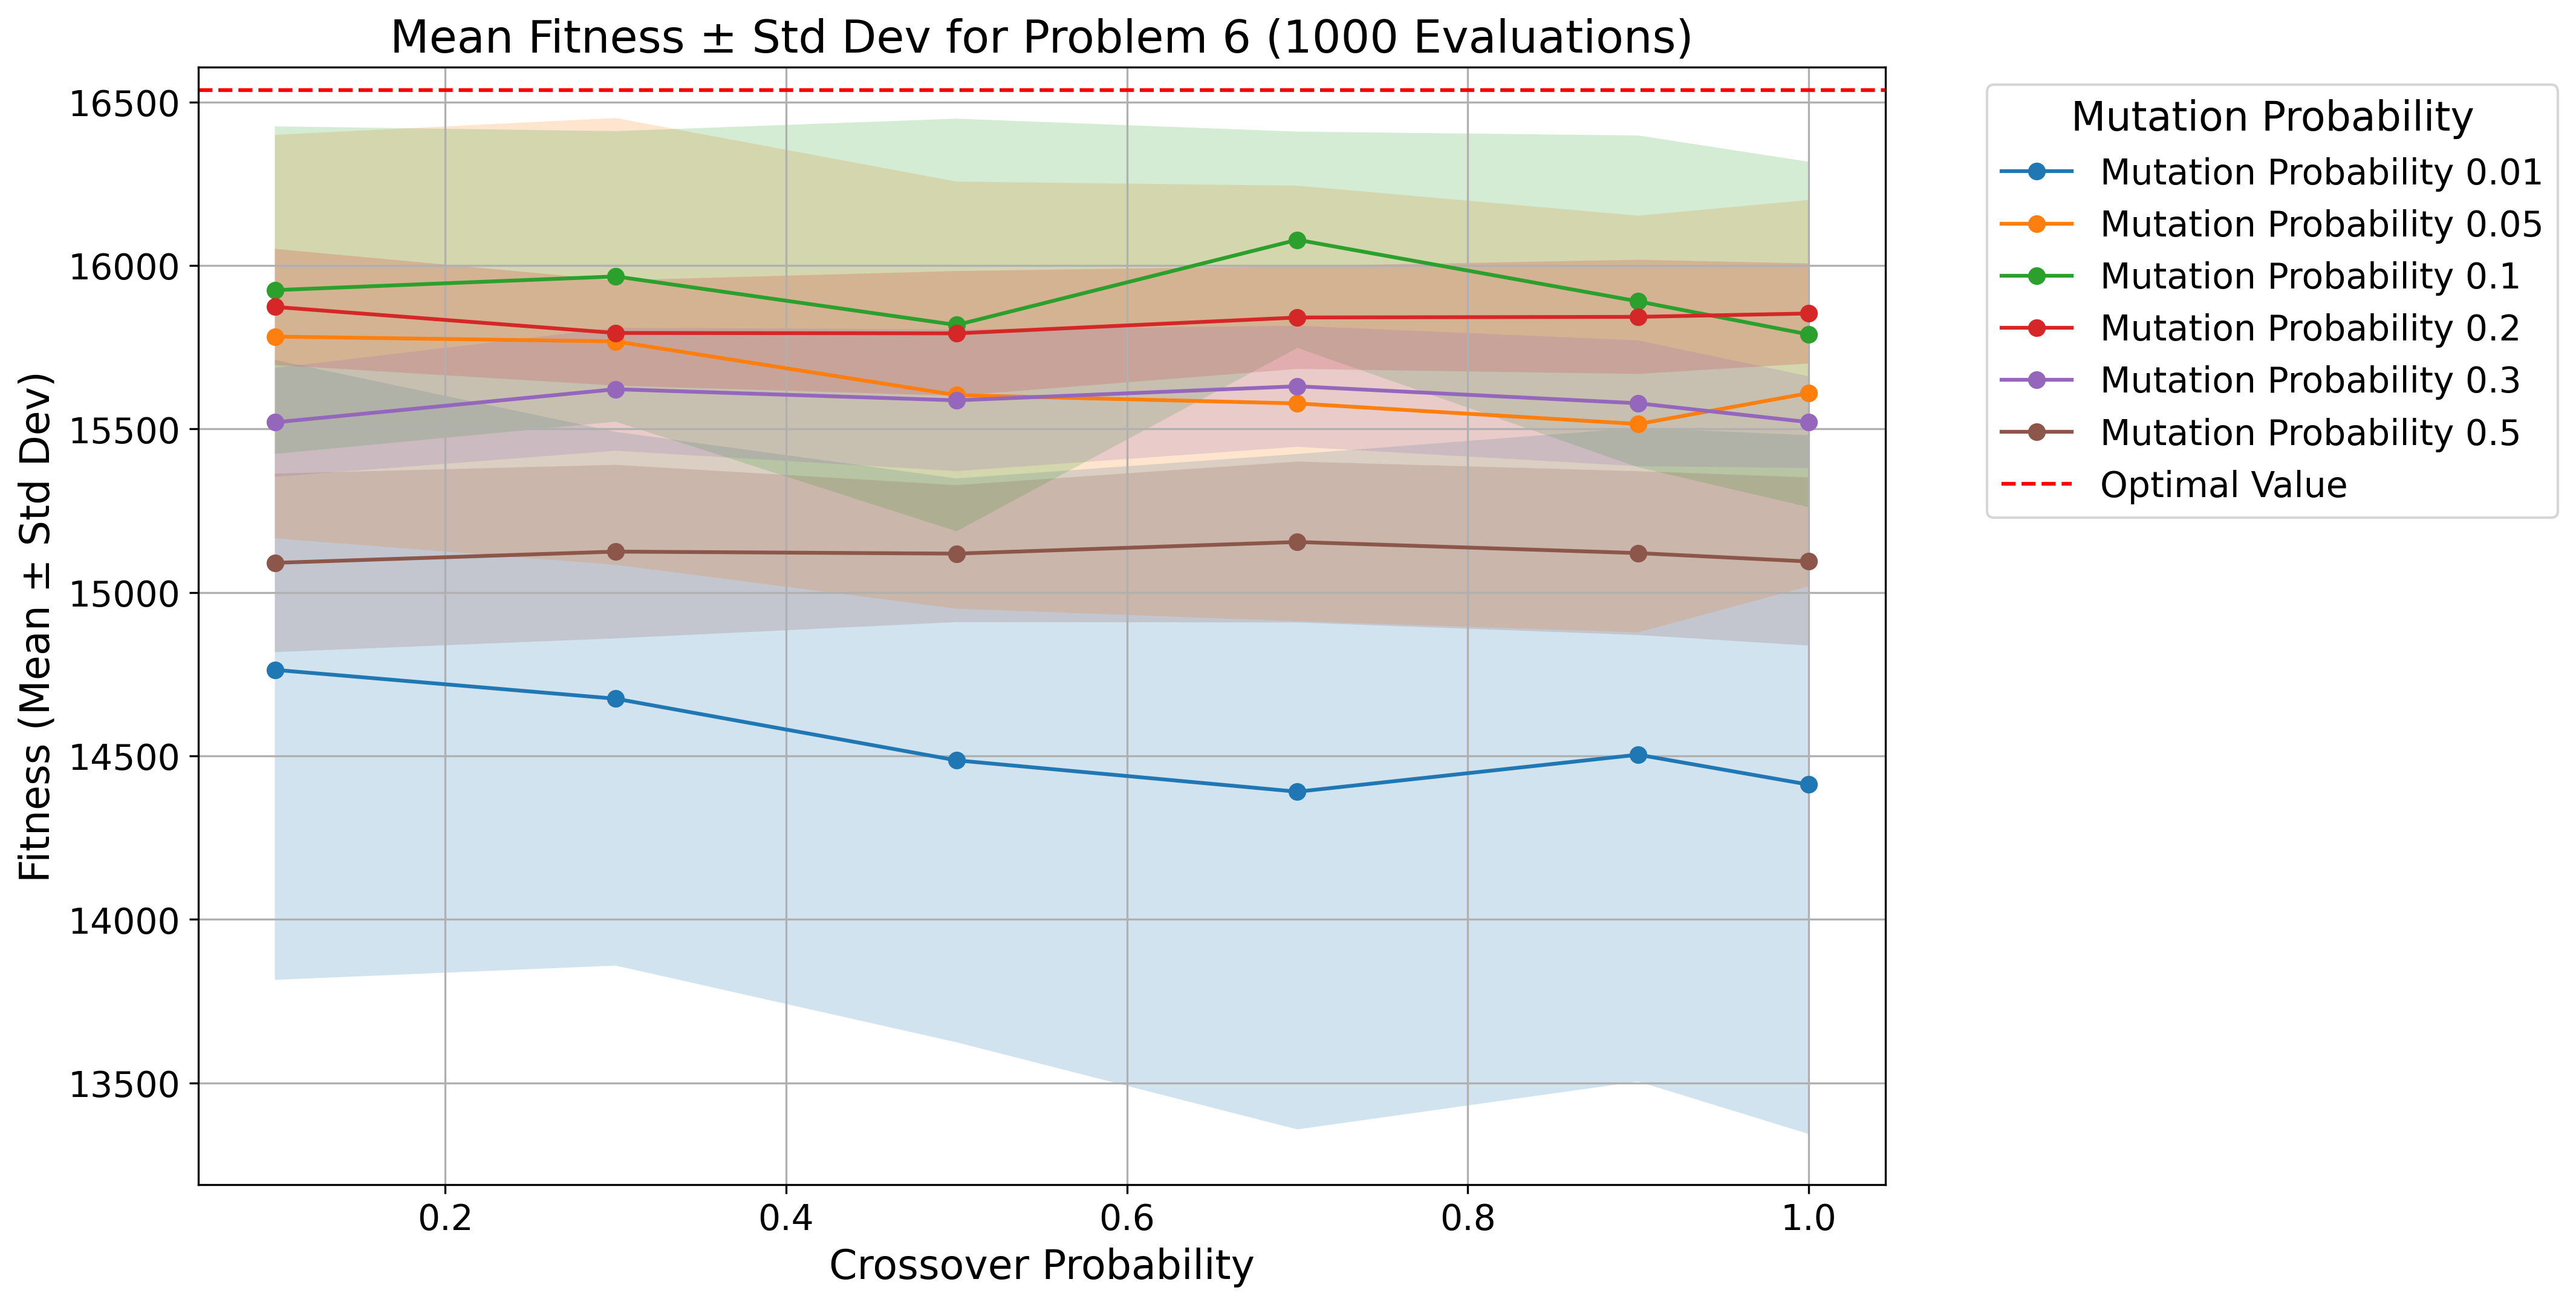 Mean Fitness ± Std Dev for Problem 6 (1000 Evaluations)
Fitness (Mean ± Std Dev)
16500
16000
15500
15000
14500
14000
13500
0.2 0.4 0.6 0.8 1.0
Crossover Probability
Mutation Probability
Mutation Probability 0.01
Mutation Probability 0.05
Mutation Probability 0.1
Mutation Probability 0.2
Mutation Probability 0.3
Mutation Probability 0.5
Optimal Value